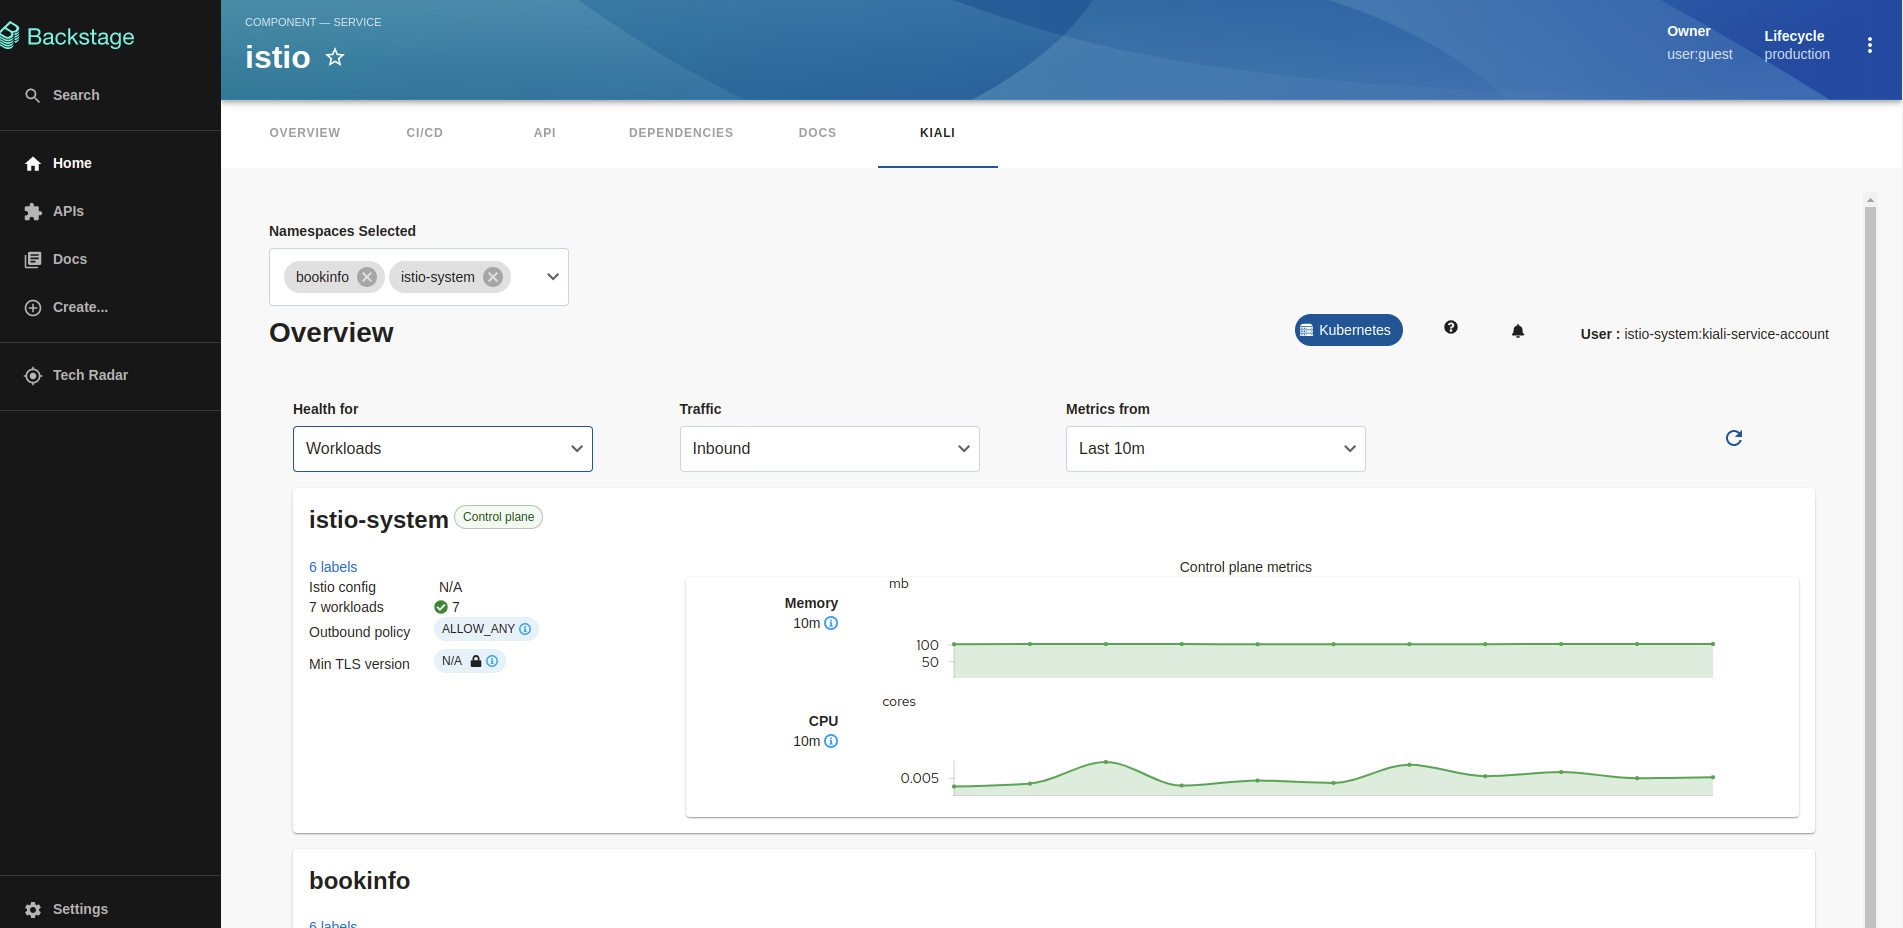 Backstage
Search
Home
APIs
Docs
Create...
Tech Radar
Settings
COMPONENT — SERVICE
istio
Owner
user:guest
Lifecycle
production
OVERVIEW CI/CD API DEPENDENCIES DOCS KIALI
Namespaces Selected
bookinfo istio-system
Overview
Kubernetes
User : istio-system:kiali-service-account
Health for
Workloads
Traffic
Inbound
Metrics from
Last 10m
istio-system Control plane
6 labels
Istio config N/A
7 workloads 7
Outbound policy ALLOW_ANY
Min TLS version N/A
Control plane metrics
mb
Memory
10m
100
50
cores
CPU
10m
0.005
bookinfo
6 labels